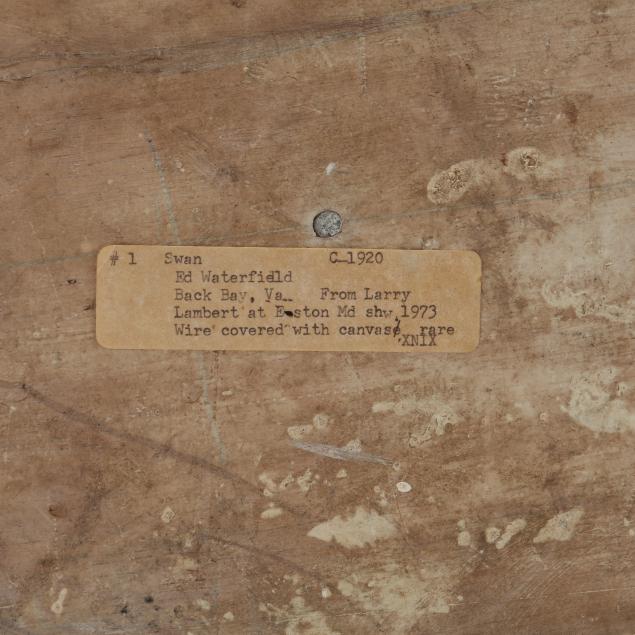 # 1 Swan C 1920
Ed Waterfield
Back Bay, Va. From Larry
Lambert at Easton Md shw,1973
Wire covered with canvas, rare
XNIX